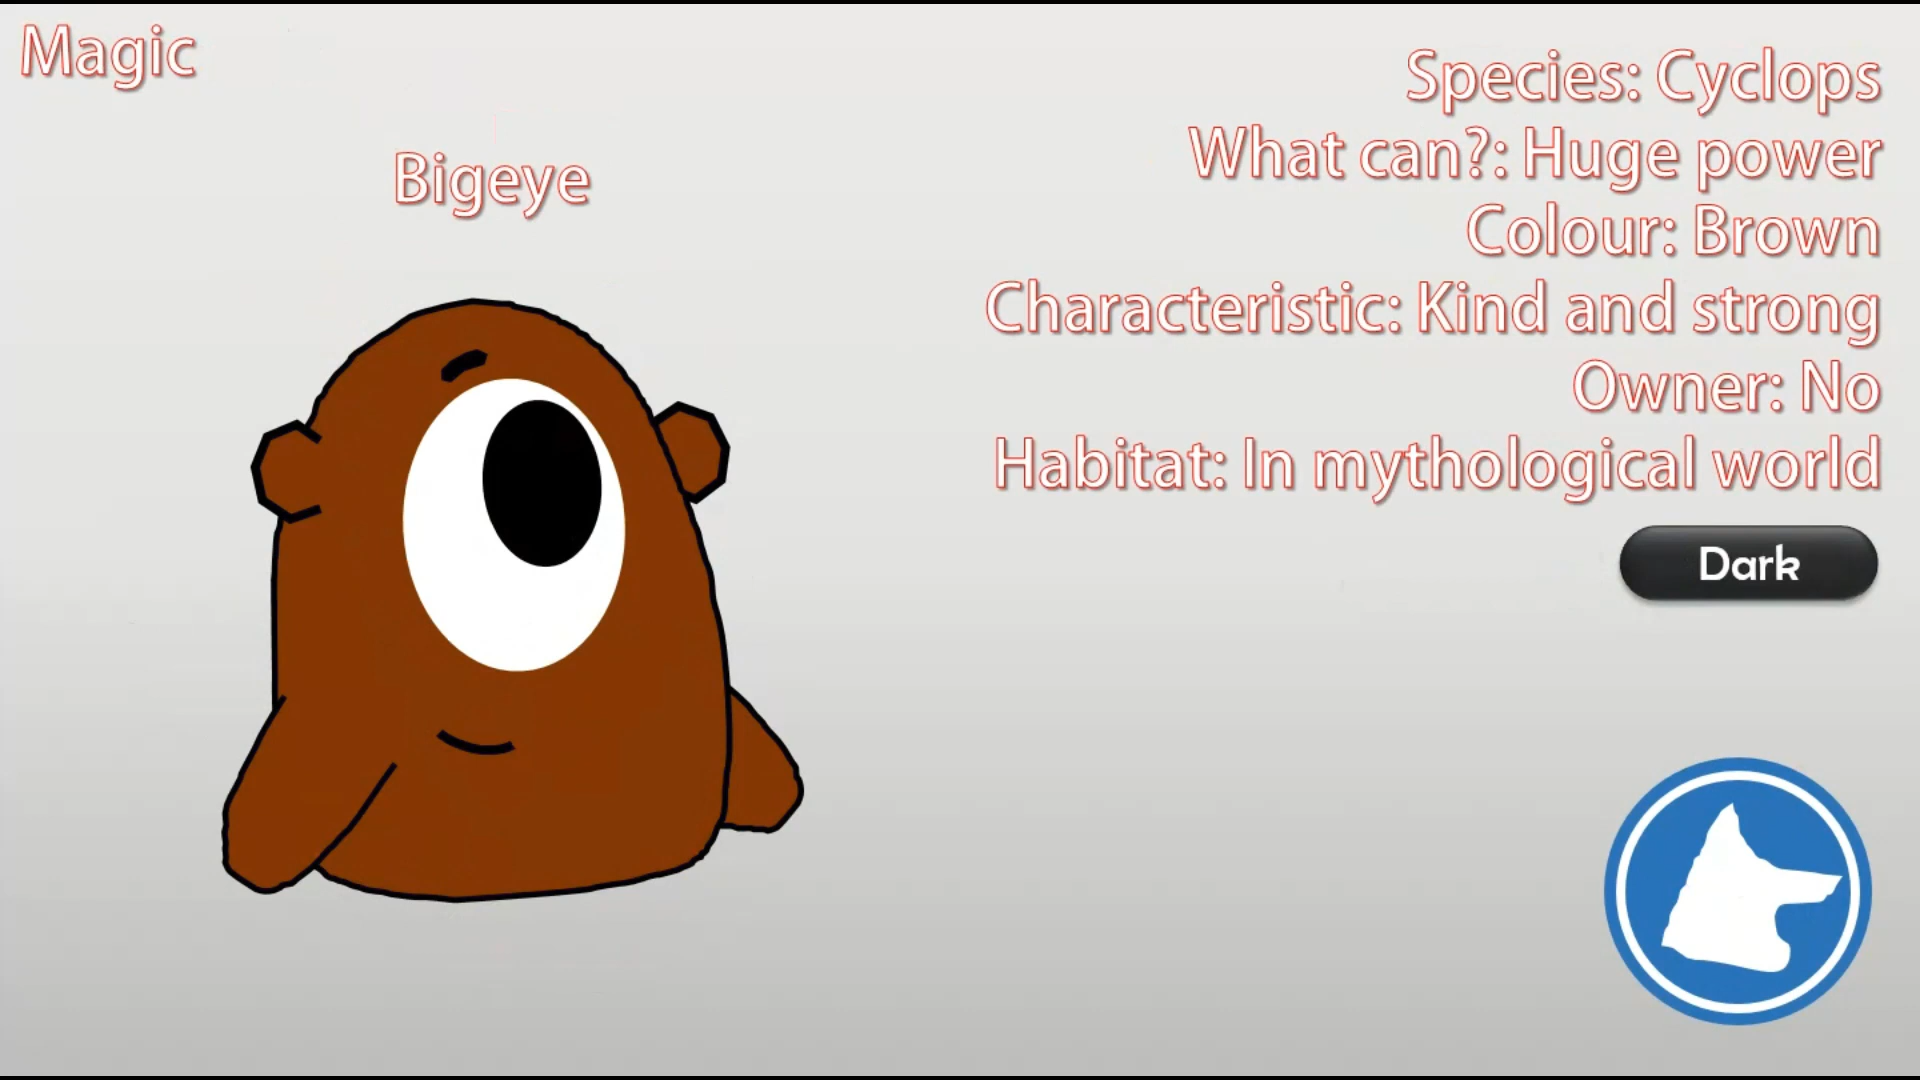 Magic
Bigeye
Species: Cyclops
What can?: Huge power
Colour: Brown
Characteristic: Kind and strong
Owner: No
Habitat: In mythological world
Dark